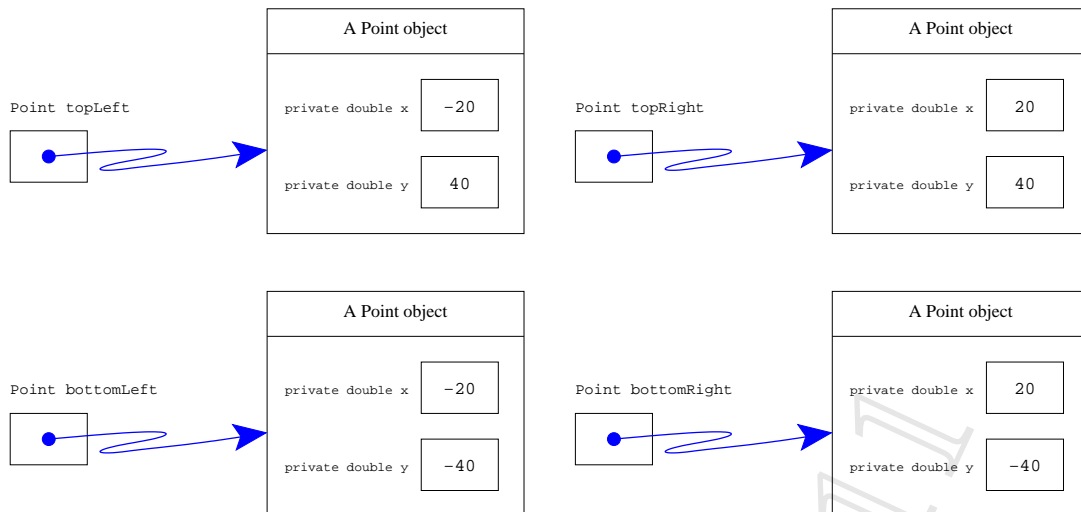 A Point object
Point topLeft
private double x −20
private double y 40
A Point object
Point topRight
private double x 20
private double y 40
A Point object
Point bottomLeft
private double x −20
private double y −40
A Point object
Point bottomRight
private double x 20
private double y −40